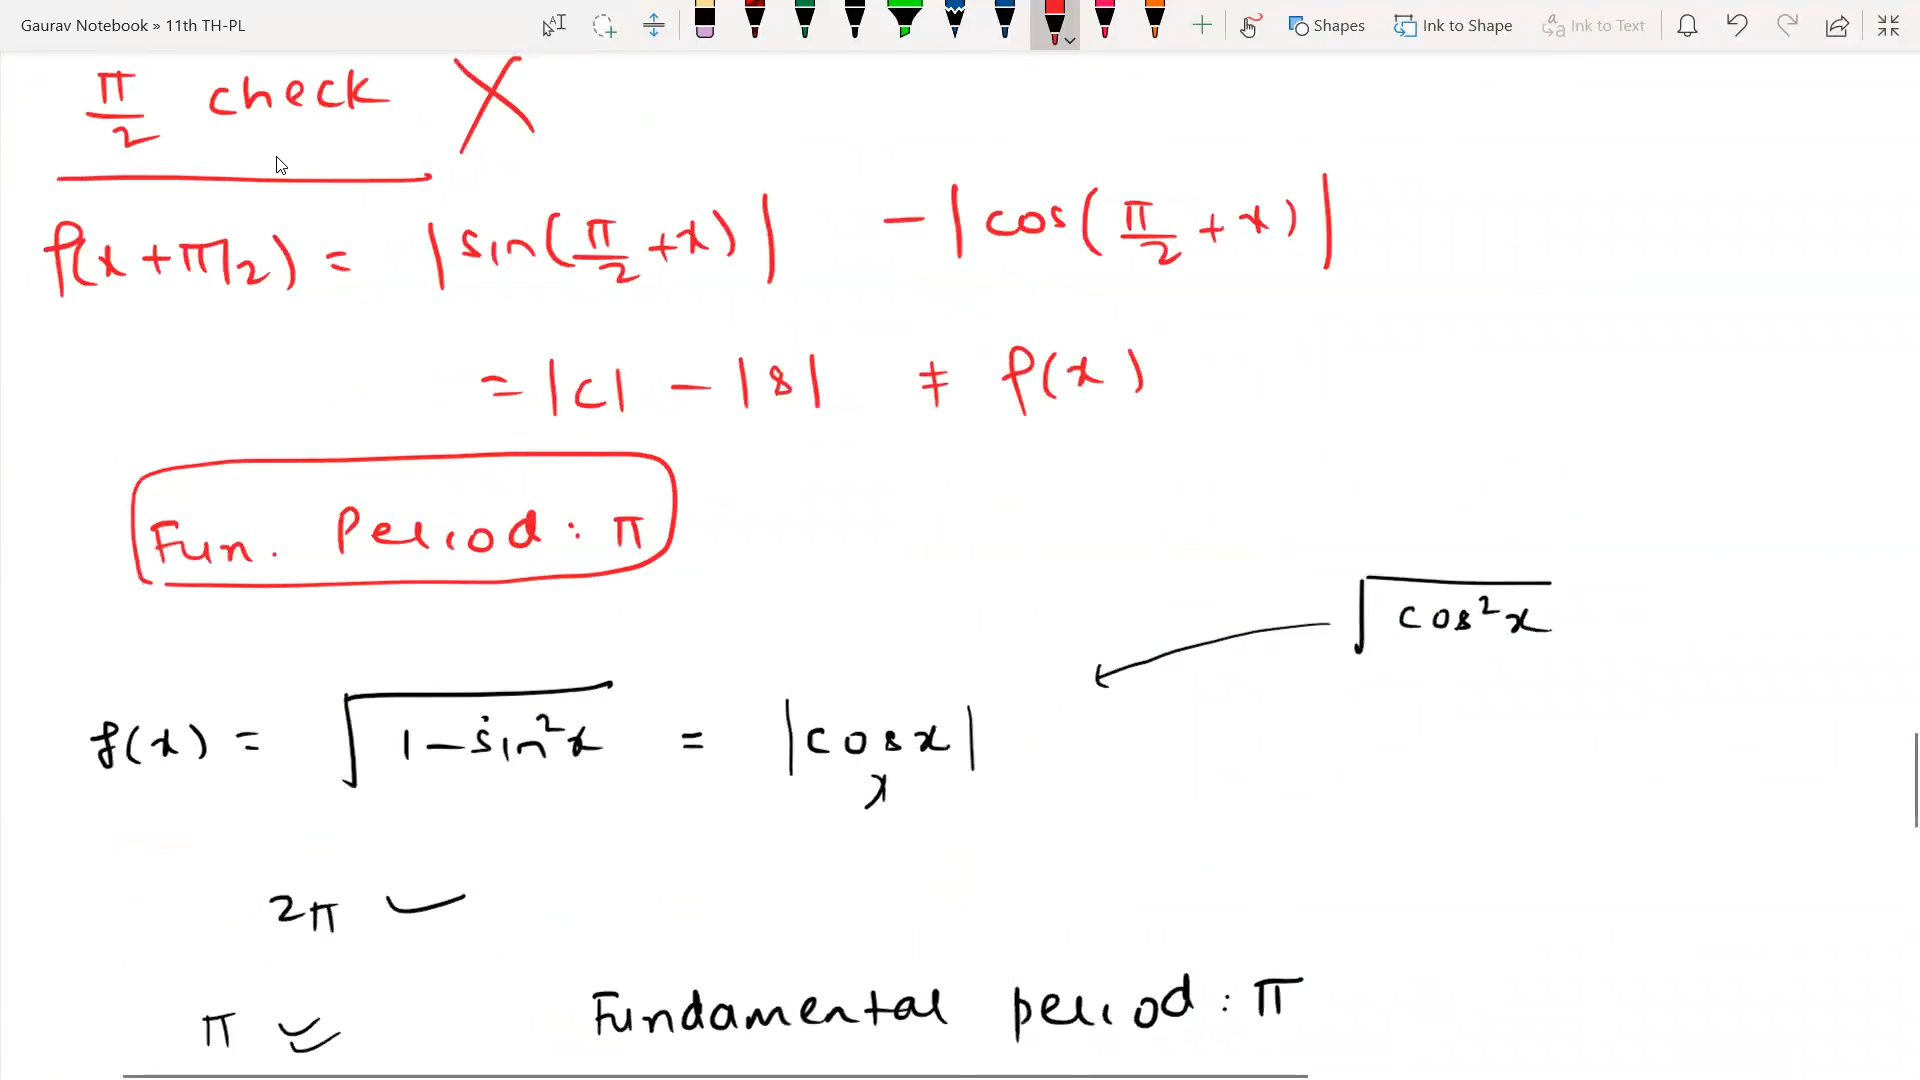 Gaurav Notebook » 11th TH-PL
Shapes Ink to Shape Ink to Text
π/2 check X
f(x+π/2) = |sin(π/2+x)| -|cos(π/2+x)|
= |c| - |s| ≠ f(x)
Fun. Period: π
√cos²x
f(x) = √1-sin²x = |cosx|
x
2π ✓
π ✓ Fundamental period: π